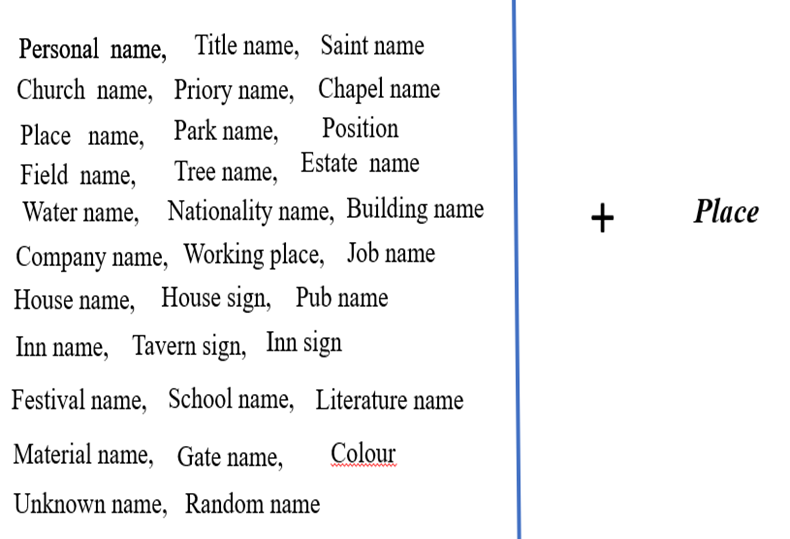 Personal name, Title name, Saint name
Church name, Priory name, Chapel name
Place name, Park name, Position
Field name, Tree name, Estate name
Water name, Nationality name, Building name
+ Place
Company name, Working place, Job name
House name, House sign, Pub name
Inn name, Tavern sign, Inn sign
Festival name, School name, Literature name
Material name, Gate name, Colour
Unknown name, Random name